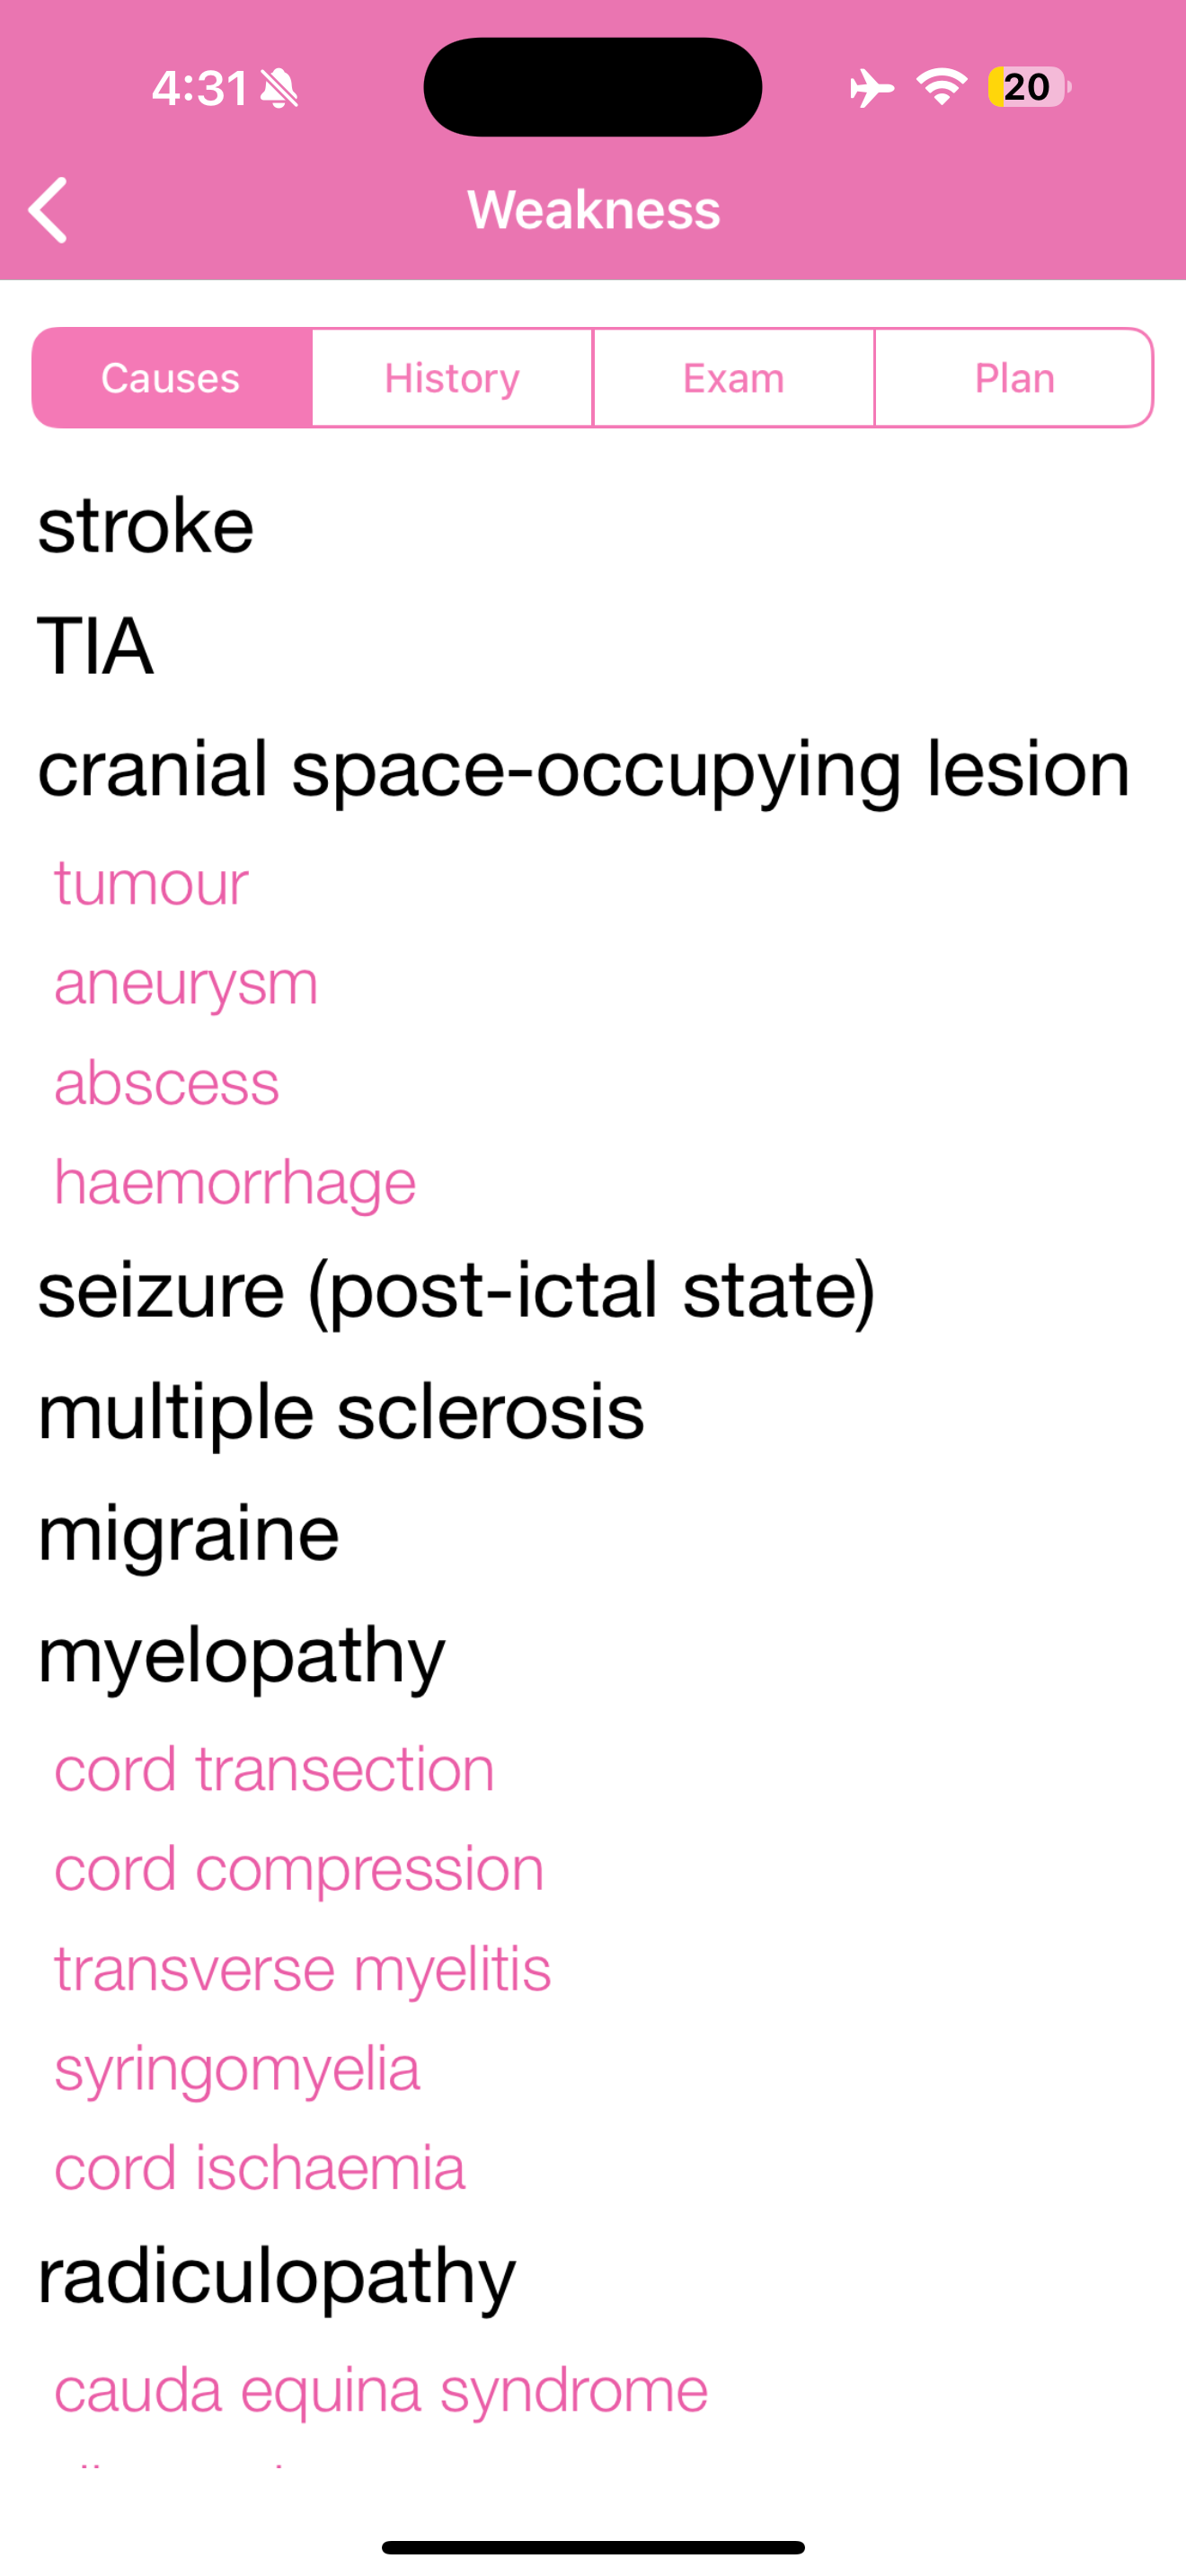 4:31
20
Weakness
Causes
History
Exam
Plan
stroke
TIA
cranial space-occupying lesion
tumour
aneurysm
abscess
haemorrhage
seizure (post-ictal state)
multiple sclerosis
migraine
myelopathy
cord transection
cord compression
transverse myelitis
syringomyelia
cord ischaemia
radiculopathy
cauda equina syndrome